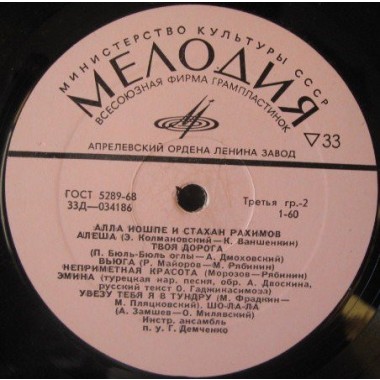 МИНИСТЕРСТВО КУЛЬТУРЫ СССР
МЕЛОДИЯ
ВСЕСОЮЗНАЯ ФИРМА ГРАМПЛАСТИНОК
▽33
АПРЕЛЕВСКИЙ ОРДЕНА ЛЕНИНА ЗАВОД
ГОСТ 5289-68
33Д—034186
Третья гр.-2
1-60
АЛЛА ИОШПЕ И СТАХАН РАХИМОВ
АЛЕША (Э. Колмановский—К. Ваншенкин)
ТВОЯ ДОРОГА
(П. Бюль-Бюль оглы—А. Дмоховский)
ВЬЮГА (Р. Майоров—М. Рябинин)
НЕПРИМЕТНАЯ КРАСОТА (Морозов—Рябинин)
ЭМИНА (турецкая нар. песня, обр. А. Двоскина,
русский текст О. Гаджикасимова)
УВЕЗУ ТЕБЯ Я В ТУНДРУ (М. Фрадкин—
М. Пляцковский). ШО-ЛА-ЛА
(А. Замшев—О. Милявский)
Инстр. ансамбль
п. у. Г. Демченко